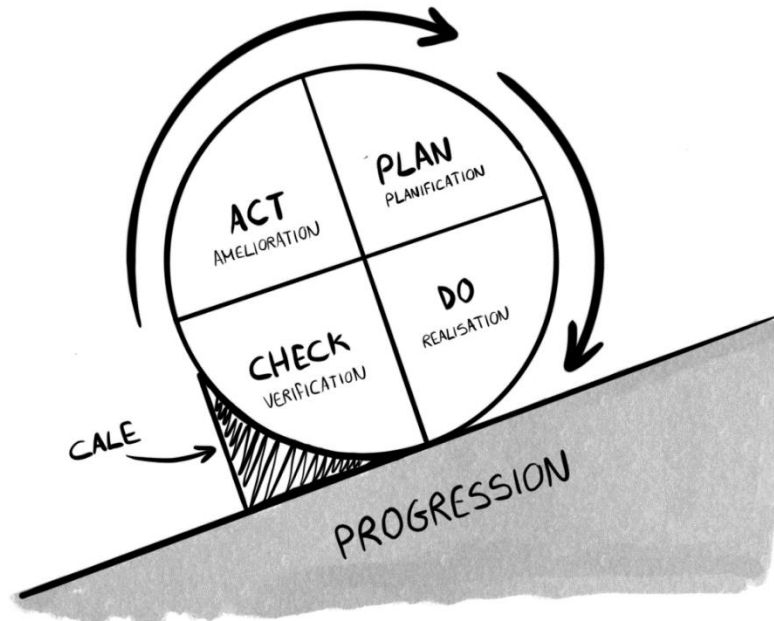 PLAN
PLANIFICATION
ACT
AMELIORATION
DO
REALISATION
CHECK
VERIFICATION
CALE
PROGRESSION